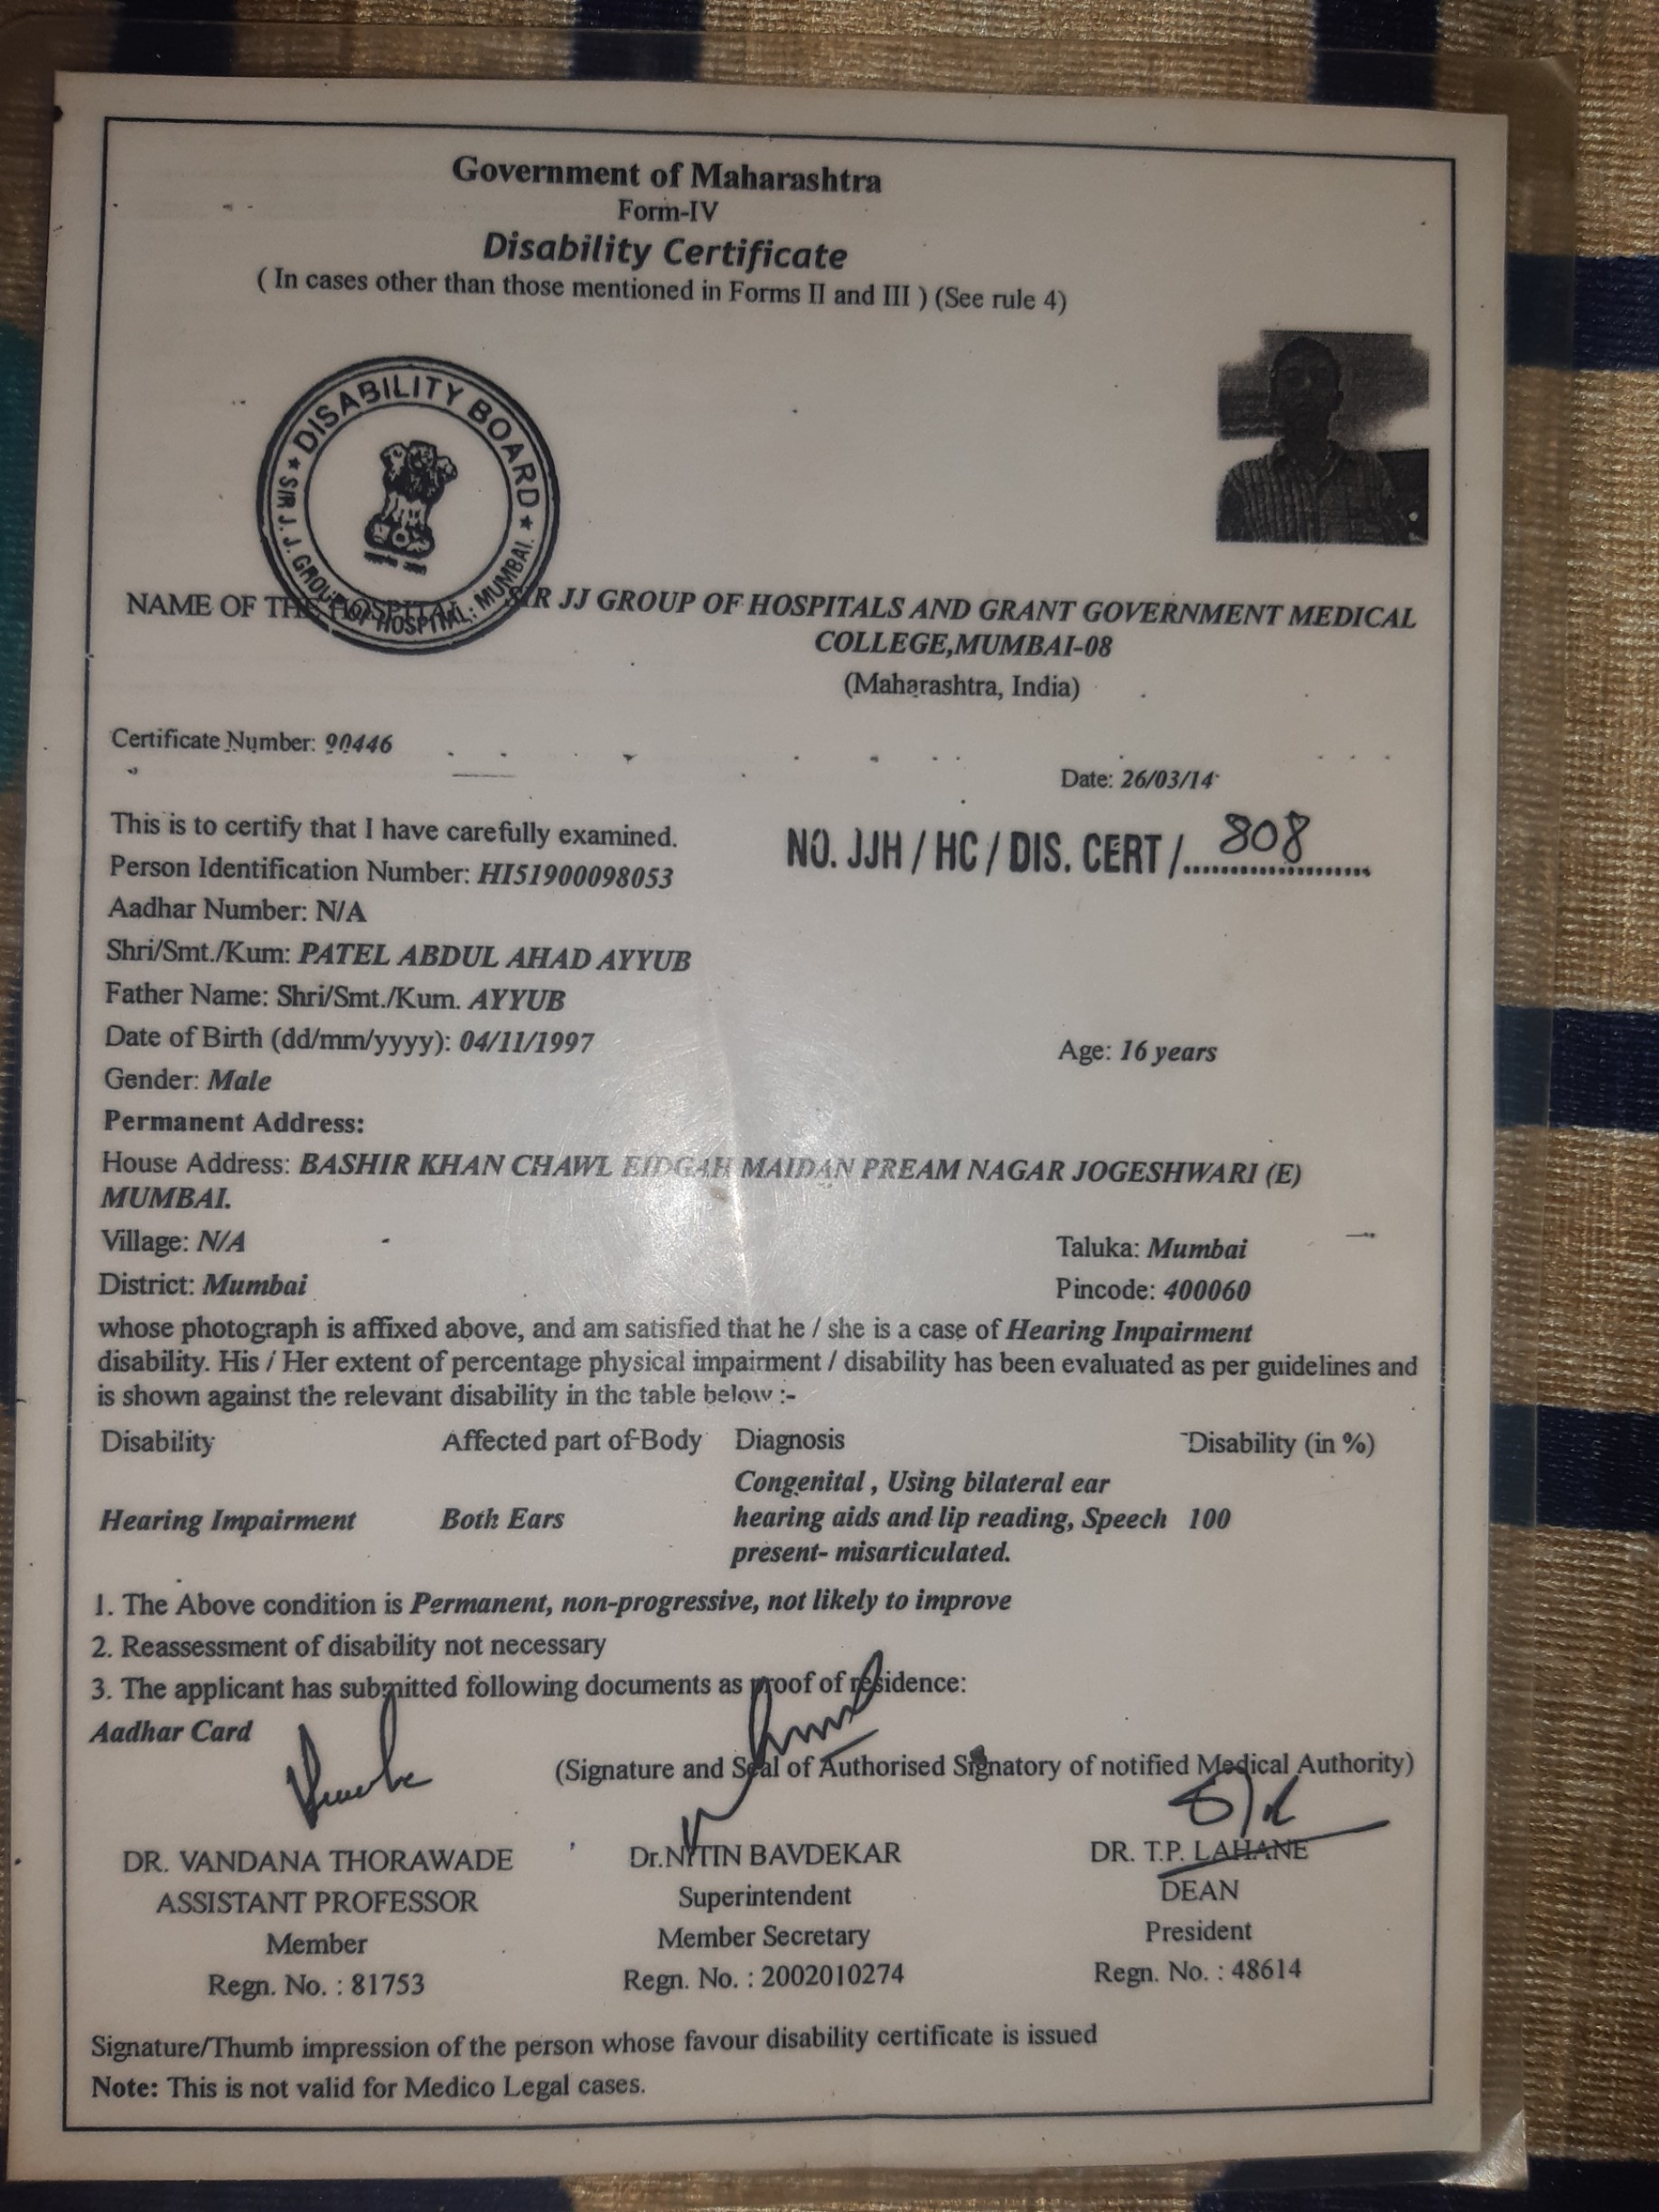 Government of Maharashtra
Form-IV
Disability Certificate
( In cases other than those mentioned in Forms II and III ) (See rule 4)
★ DISABILITY BOARD ★
SIR J. J. GROUP OF HOSPITAL; MUMBAI.
NAME OF THE HOSPITAL SIR JJ GROUP OF HOSPITALS AND GRANT GOVERNMENT MEDICAL
COLLEGE,MUMBAI-08
(Maharashtra, India)
Certificate Number: 90446
Date: 26/03/14
This is to certify that I have carefully examined.
NO. JJH / HC / DIS. CERT / 808
Person Identification Number: HI51900098053
Aadhar Number: N/A
Shri/Smt./Kum: PATEL ABDUL AHAD AYYUB
Father Name: Shri/Smt./Kum. AYYUB
Date of Birth (dd/mm/yyyy): 04/11/1997 Age: 16 years
Gender: Male
Permanent Address:
House Address: BASHIR KHAN CHAWL EIDGAH MAIDAN PREAM NAGAR JOGESHWARI (E)
MUMBAI.
Village: N/A Taluka: Mumbai
District: Mumbai Pincode: 400060
whose photograph is affixed above, and am satisfied that he / she is a case of Hearing Impairment
disability. His / Her extent of percentage physical impairment / disability has been evaluated as per guidelines and
is shown against the relevant disability in the table below :-
Disability Affected part of Body Diagnosis Disability (in %)
Congenital , Using bilateral ear
Hearing Impairment Both Ears hearing aids and lip reading, Speech 100
present- misarticulated.
1. The Above condition is Permanent, non-progressive, not likely to improve
2. Reassessment of disability not necessary
3. The applicant has submitted following documents as proof of residence:
Aadhar Card
(Signature and Seal of Authorised Signatory of notified Medical Authority)
DR. VANDANA THORAWADE Dr.NITIN BAVDEKAR DR. T.P. LAHANE
ASSISTANT PROFESSOR Superintendent DEAN
Member Member Secretary President
Regn. No. : 81753 Regn. No. : 2002010274 Regn. No. : 48614
Signature/Thumb impression of the person whose favour disability certificate is issued
Note: This is not valid for Medico Legal cases.